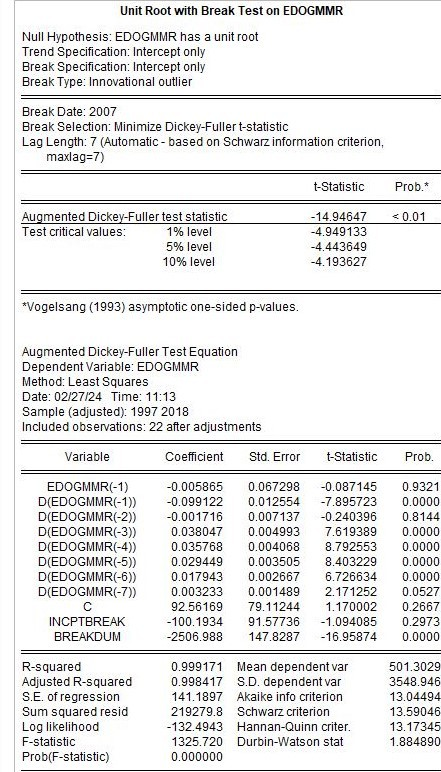 Unit Root with Break Test on EDOGMMR
Null Hypothesis: EDOGMMR has a unit root
Trend Specification: Intercept only
Break Specification: Intercept only
Break Type: Innovational outlier
Break Date: 2007
Break Selection: Minimize Dickey-Fuller t-statistic
Lag Length: 7 (Automatic - based on Schwarz information criterion,
maxlag=7)
t-Statistic Prob.*
Augmented Dickey-Fuller test statistic -14.94647 < 0.01
Test critical values: 1% level -4.949133
5% level -4.443649
10% level -4.193627
*Vogelsang (1993) asymptotic one-sided p-values.
Augmented Dickey-Fuller Test Equation
Dependent Variable: EDOGMMR
Method: Least Squares
Date: 02/27/24 Time: 11:13
Sample (adjusted): 1997 2018
Included observations: 22 after adjustments
Variable Coefficient Std. Error t-Statistic Prob.
EDOGMMR(-1) -0.005865 0.067298 -0.087145 0.9321
D(EDOGMMR(-1)) -0.099122 0.012554 -7.895723 0.0000
D(EDOGMMR(-2)) -0.001716 0.007137 -0.240396 0.8144
D(EDOGMMR(-3)) 0.038047 0.004993 7.619389 0.0000
D(EDOGMMR(-4)) 0.035768 0.004068 8.792553 0.0000
D(EDOGMMR(-5)) 0.029449 0.003505 8.403229 0.0000
D(EDOGMMR(-6)) 0.017943 0.002667 6.726634 0.0000
D(EDOGMMR(-7)) 0.003233 0.001489 2.171252 0.0527
C 92.56169 79.11244 1.170002 0.2667
INCPTBREAK -100.1934 91.57736 -1.094085 0.2973
BREAKDUM -2506.988 147.8287 -16.95874 0.0000
R-squared 0.999171 Mean dependent var 501.3029
Adjusted R-squared 0.998417 S.D. dependent var 3548.946
S.E. of regression 141.1897 Akaike info criterion 13.04494
Sum squared resid 219279.8 Schwarz criterion 13.59046
Log likelihood -132.4943 Hannan-Quinn criter. 13.17345
F-statistic 1325.720 Durbin-Watson stat 1.884890
Prob(F-statistic) 0.000000